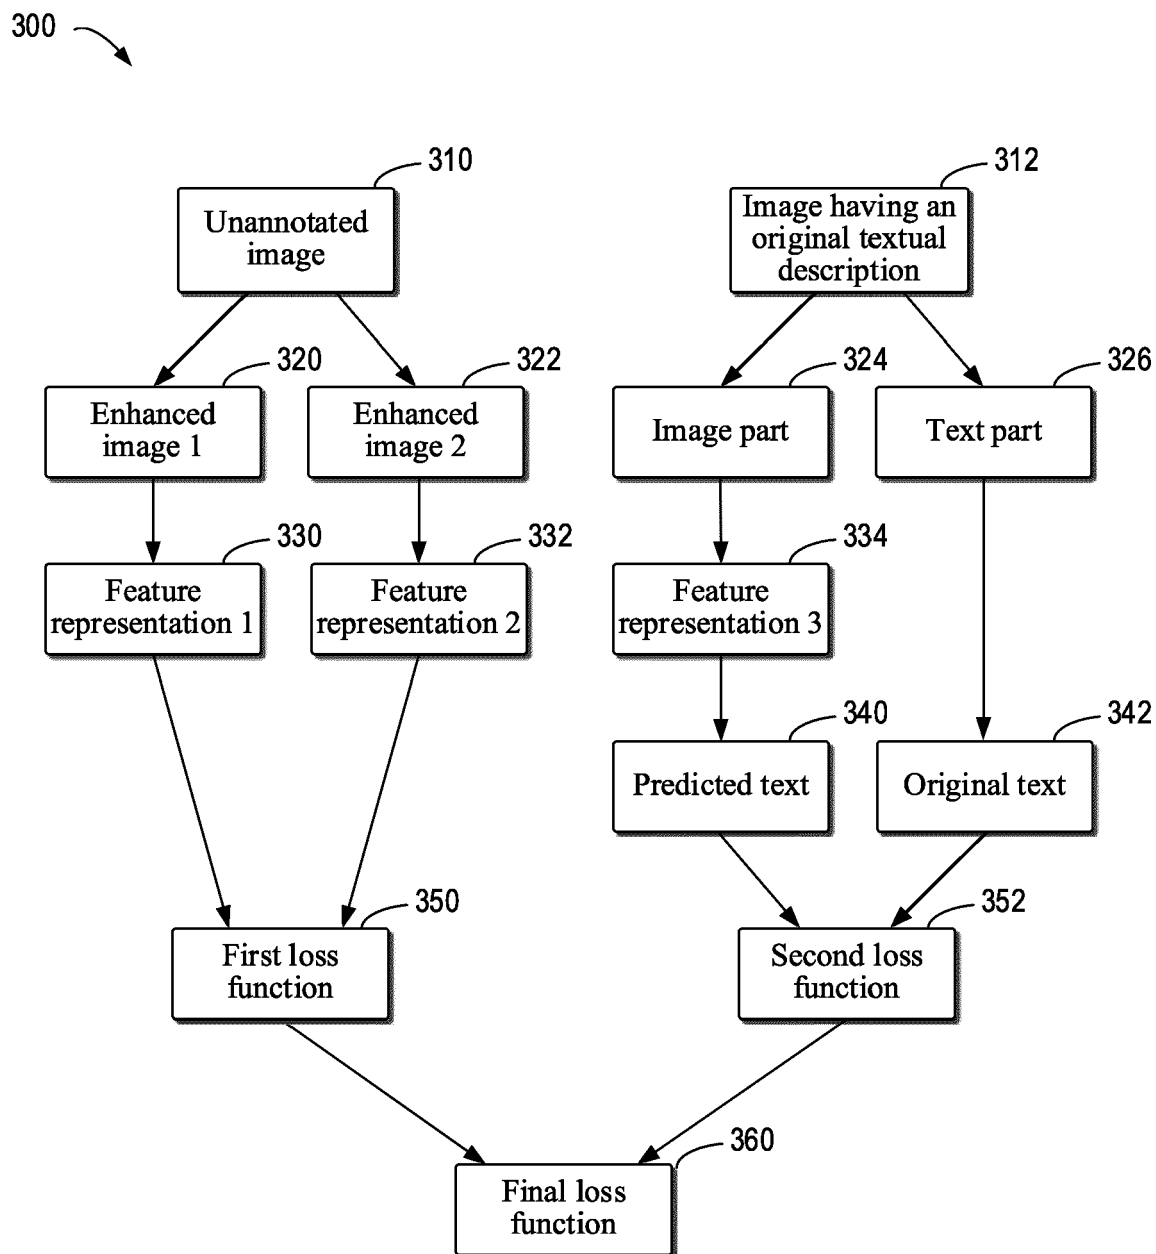 300
310
312
Unannotated
image
Image having an
original textual
description
320
322
324
326
Enhanced
image 1
Enhanced
image 2
Image part
Text part
330
332
334
Feature
representation 1
Feature
representation 2
Feature
representation 3
340
342
Predicted text
Original text
350
352
First loss
function
Second loss
function
360
Final loss
function